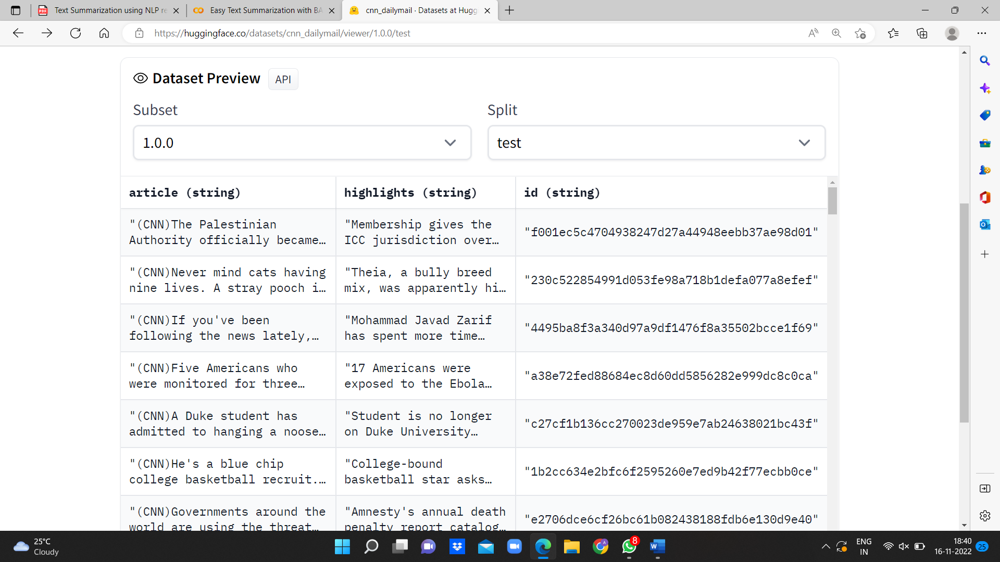 Text Summarization using NLP re
Easy Text Summarization with BA
cnn_dailymail · Datasets at Hugg
https://huggingface.co/datasets/cnn_dailymail/viewer/1.0.0/test
Dataset Preview API
Subset Split
1.0.0 test
article (string) highlights (string) id (string)
"(CNN)The Palestinian
Authority officially became…
"Membership gives the
ICC jurisdiction over…
"f001ec5c4704938247d27a44948eebb37ae98d01"
"(CNN)Never mind cats having
nine lives. A stray pooch i…
"Theia, a bully breed
mix, was apparently hi…
"230c522854991d053fe98a718b1defa077a8efef"
"(CNN)If you've been
following the news lately,…
"Mohammad Javad Zarif
has spent more time…
"4495ba8f3a340d97a9df1476f8a35502bcce1f69"
"(CNN)Five Americans who
were monitored for three…
"17 Americans were
exposed to the Ebola…
"a38e72fed88684ec8d60dd5856282e999dc8c0ca"
"(CNN)A Duke student has
admitted to hanging a noose…
"Student is no longer
on Duke University…
"c27cf1b136cc270023de959e7ab24638021bc43f"
"(CNN)He's a blue chip
college basketball recruit.…
"College-bound
basketball star asks…
"1b2cc634e2bfc6f2595260e7ed9b42f77ecbb0ce"
"(CNN)Governments around the
world are using the threat…
"Amnesty's annual death
penalty report catalog…
"e2706dce6cf26bc61b082438188fdb6e130d9e40"
25°C
Cloudy
8
ENG
IN
18:40
16-11-2022
25